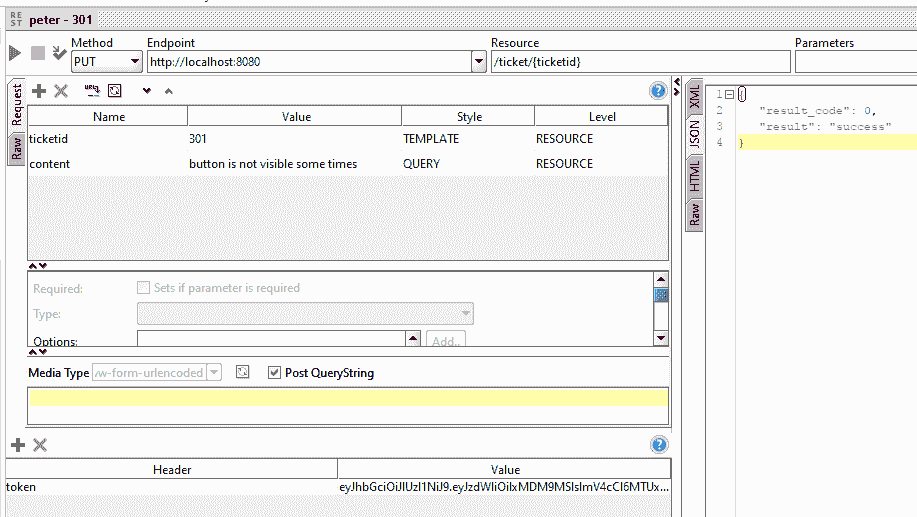 RE
ST
peter - 301
Method
Endpoint
Resource
Parameters
PUT
http://localhost:8080
/ticket/{ticketid}
Request
Raw
Name Value Style Level
ticketid 301 TEMPLATE RESOURCE
content button is not visible some times QUERY RESOURCE
Required: Sets if parameter is required
Type:
Options: Add..
Media Type /w-form-urlencoded Post QueryString
Header Value
token
XML
JSON
HTML
Raw
1 {
2 "result_code": 0,
3 "result": "success"
4 }